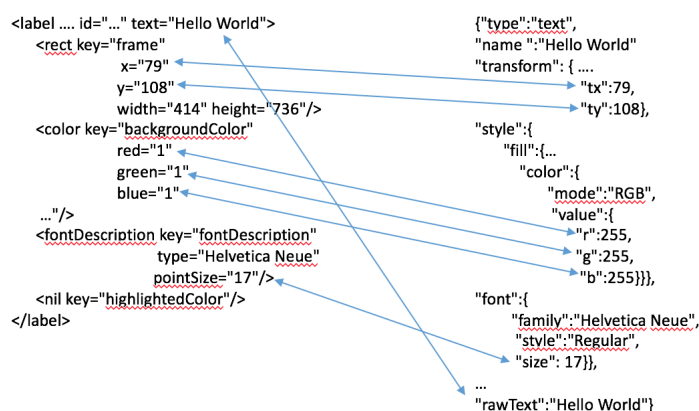 <label .... id="..." text="Hello World">
<rect key="frame"
x="79"
y="108"
width="414" height="736"/>
<color key="backgroundColor"
red="1"
green="1"
blue="1"
..."/>
<fontDescription key="fontDescription"
type="Helvetica Neue"
pointSize="17"/>
<nil key="highlightedColor"/>
</label>
{"type":"text",
"name ":"Hello World"
"transform": { ....
"tx":79,
"ty":108},
"style":{
"fill":{...
"color":{
"mode":"RGB",
"value":{
"r":255,
"g":255,
"b":255}}},
"font":{
"family":"Helvetica Neue",
"style":"Regular",
"size": 17}},
...
"rawText":"Hello World"}